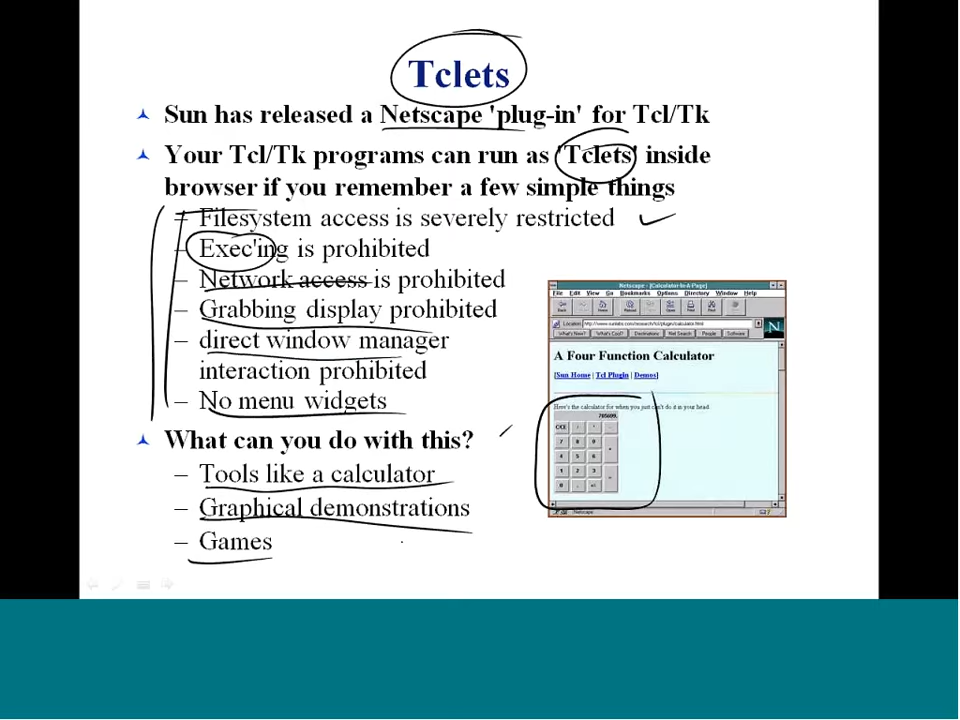 Tclets
Sun has released a Netscape 'plug-in' for Tcl/Tk
Your Tcl/Tk programs can run as 'Tclets' inside
browser if you remember a few simple things
– Filesystem access is severely restricted
– Exec'ing is prohibited
– Network access is prohibited
– Grabbing display prohibited
– direct window manager
interaction prohibited
– No menu widgets
What can you do with this?
– Tools like a calculator
– Graphical demonstrations
– Games
Netscape - [Calculator-In-A-Page]
File Edit View Go Bookmarks Options Directory Window Help
Location:
What's New? What's Cool? Destinations Net Search People Software
N
A Four Function Calculator
[Sun Home | Tcl Plugin | Demos]
Here's the calculator for when you just can't do it in your head
7 8 9
4 5 6
1 2 3
0
Netscape